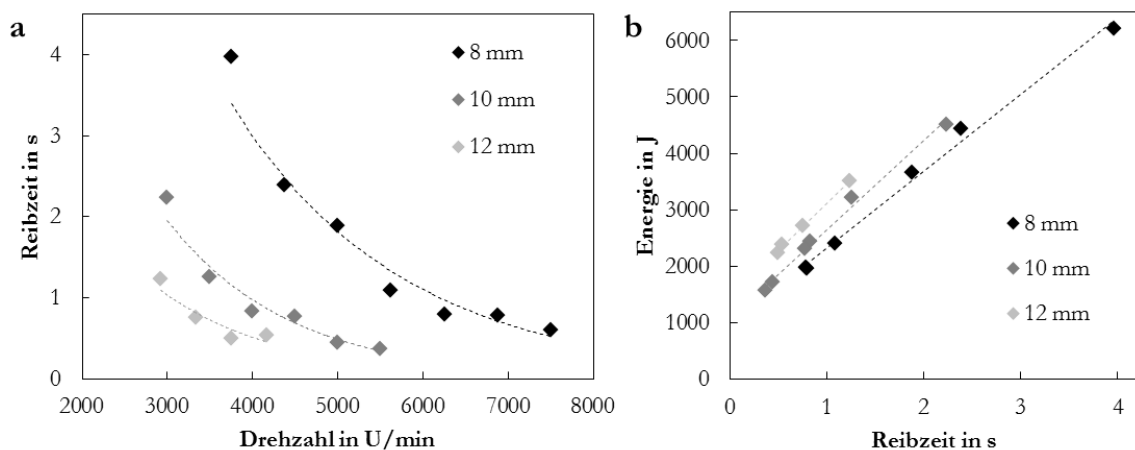 a
4
3
2
1
0
2000 3000 4000 5000 6000 7000 8000
Reibzeit in s
Drehzahl in U/min
8 mm
10 mm
12 mm
b
6000
5000
4000
3000
2000
1000
0
0 1 2 3 4
Energie in J
Reibzeit in s
8 mm
10 mm
12 mm